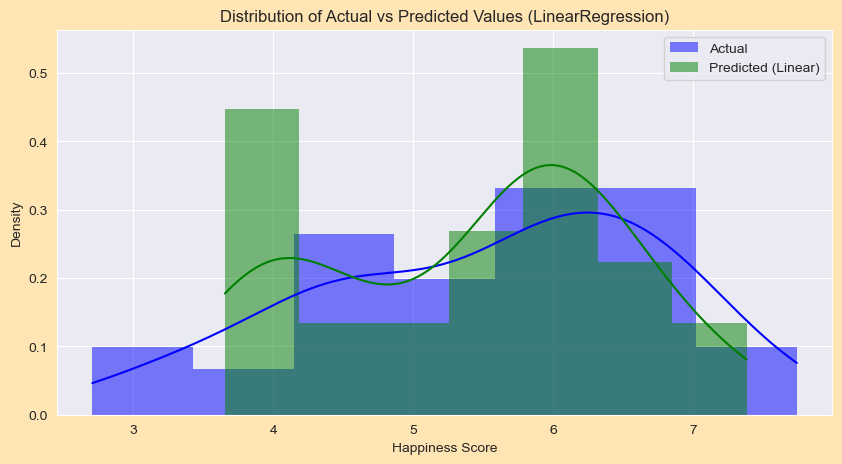 Distribution of Actual vs Predicted Values (LinearRegression)
Actual
Predicted (Linear)
Density
0.5
0.4
0.3
0.2
0.1
0.0
3 4 5 6 7
Happiness Score